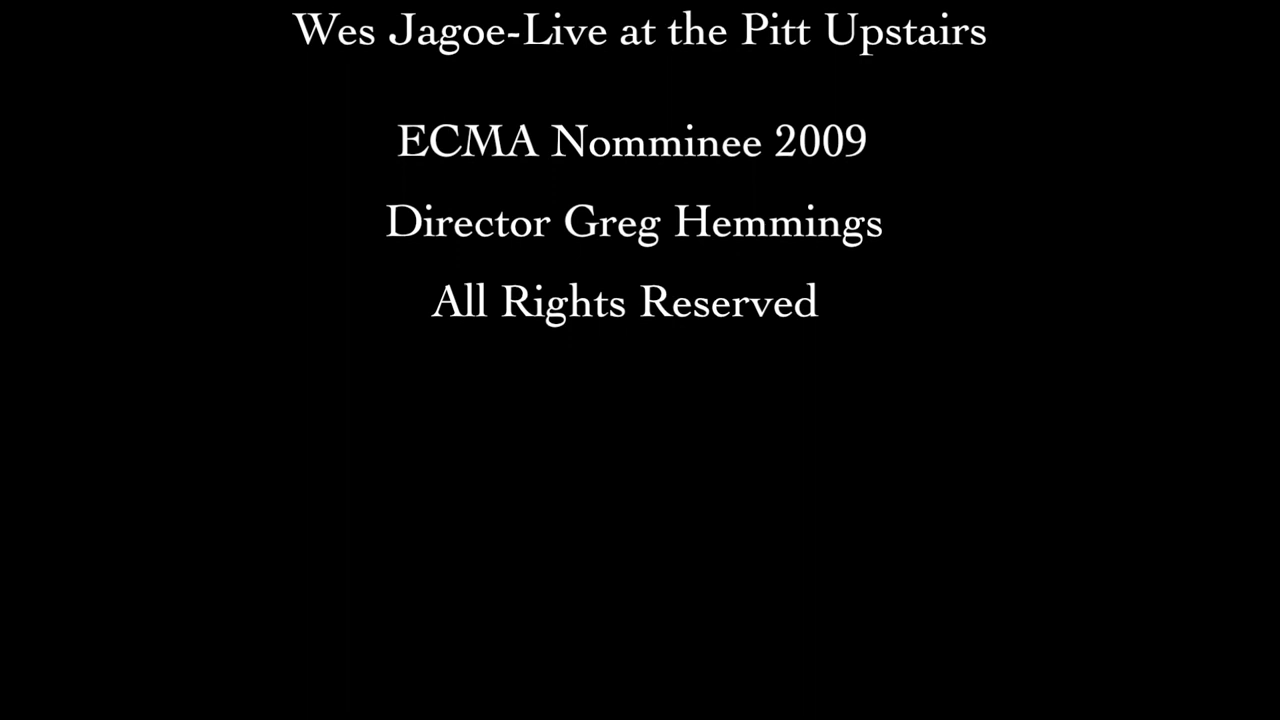 Wes Jagoe-Live at the Pitt Upstairs
ECMA Nomminee 2009
Director Greg Hemmings
All Rights Reserved